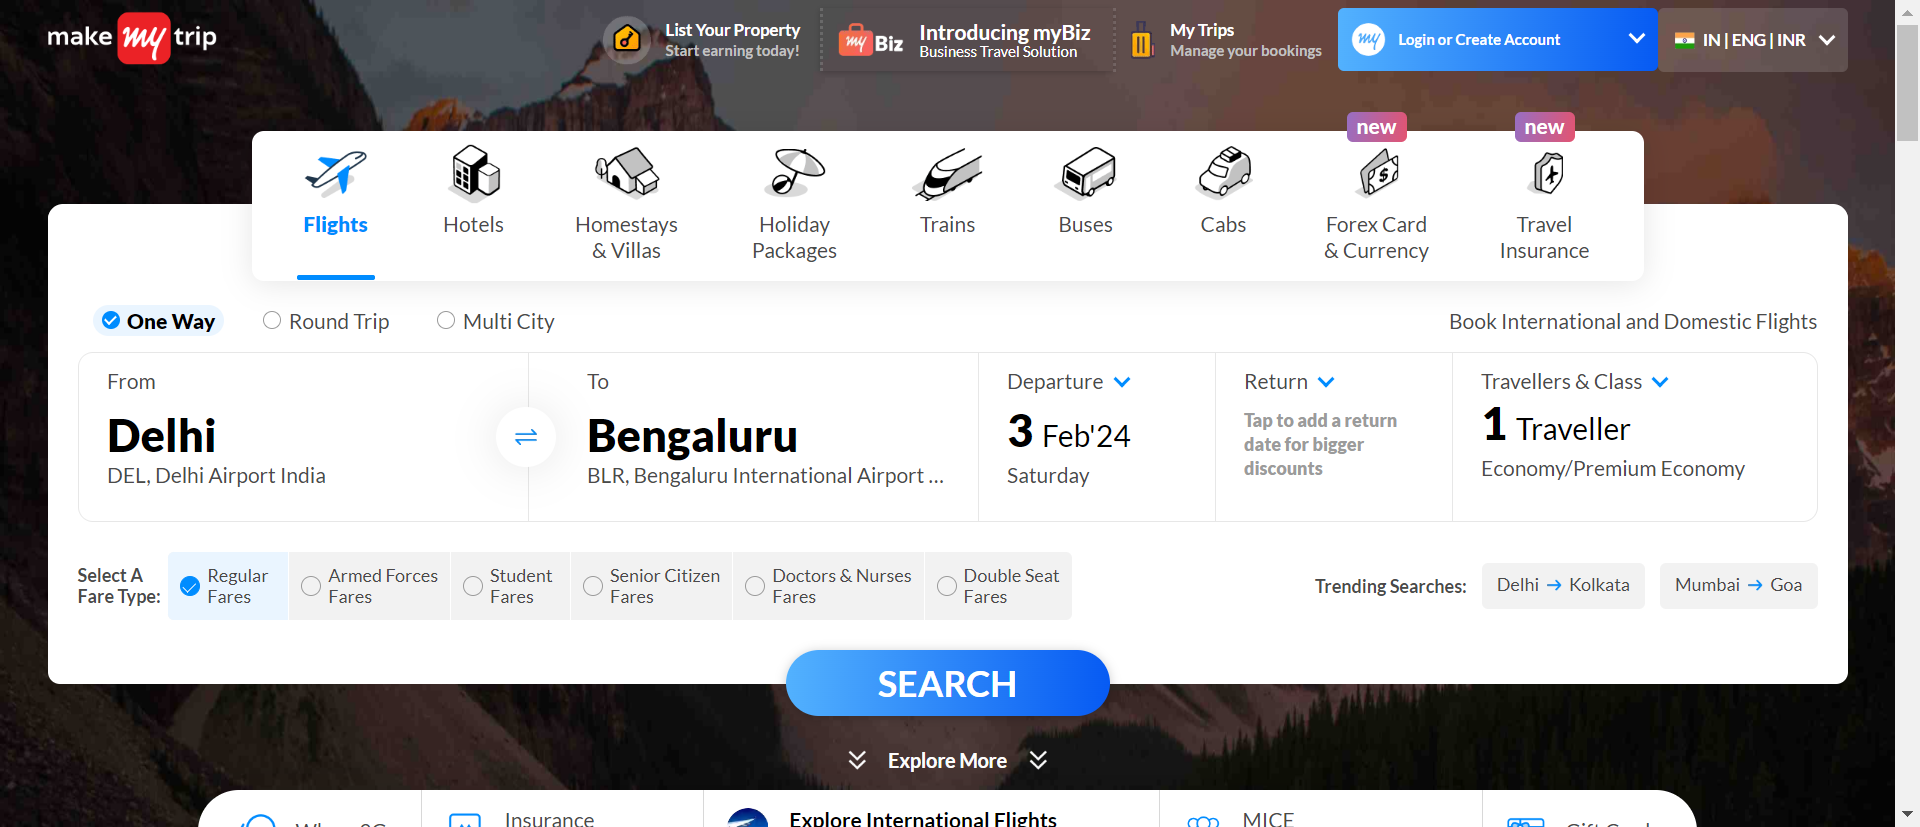 make my trip
List Your Property
Start earning today!
my Biz
Introducing myBiz
Business Travel Solution
My Trips
Manage your bookings
my
Login or Create Account
IN | ENG | INR
new
new
Flights
Hotels
Homestays
& Villas
Holiday
Packages
Trains
Buses
Cabs
Forex Card
& Currency
Travel
Insurance
One Way
Round Trip
Multi City
Book International and Domestic Flights
From
Delhi
DEL, Delhi Airport India
To
Bengaluru
BLR, Bengaluru International Airport ...
Departure
3 Feb'24
Saturday
Return
Tap to add a return
date for bigger
discounts
Travellers & Class
1 Traveller
Economy/Premium Economy
Select A
Fare Type:
Regular
Fares
Armed Forces
Fares
Student
Fares
Senior Citizen
Fares
Doctors & Nurses
Fares
Double Seat
Fares
Trending Searches:
Delhi → Kolkata
Mumbai → Goa
SEARCH
Explore More
Insurance
Explore International Flights
MICE